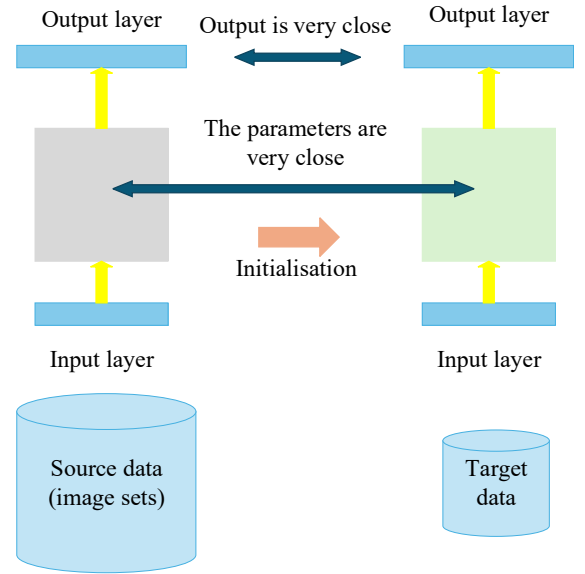 Output layer
Output is very close
Output layer
The parameters are
very close
Initialisation
Input layer
Input layer
Source data
(image sets)
Target
data